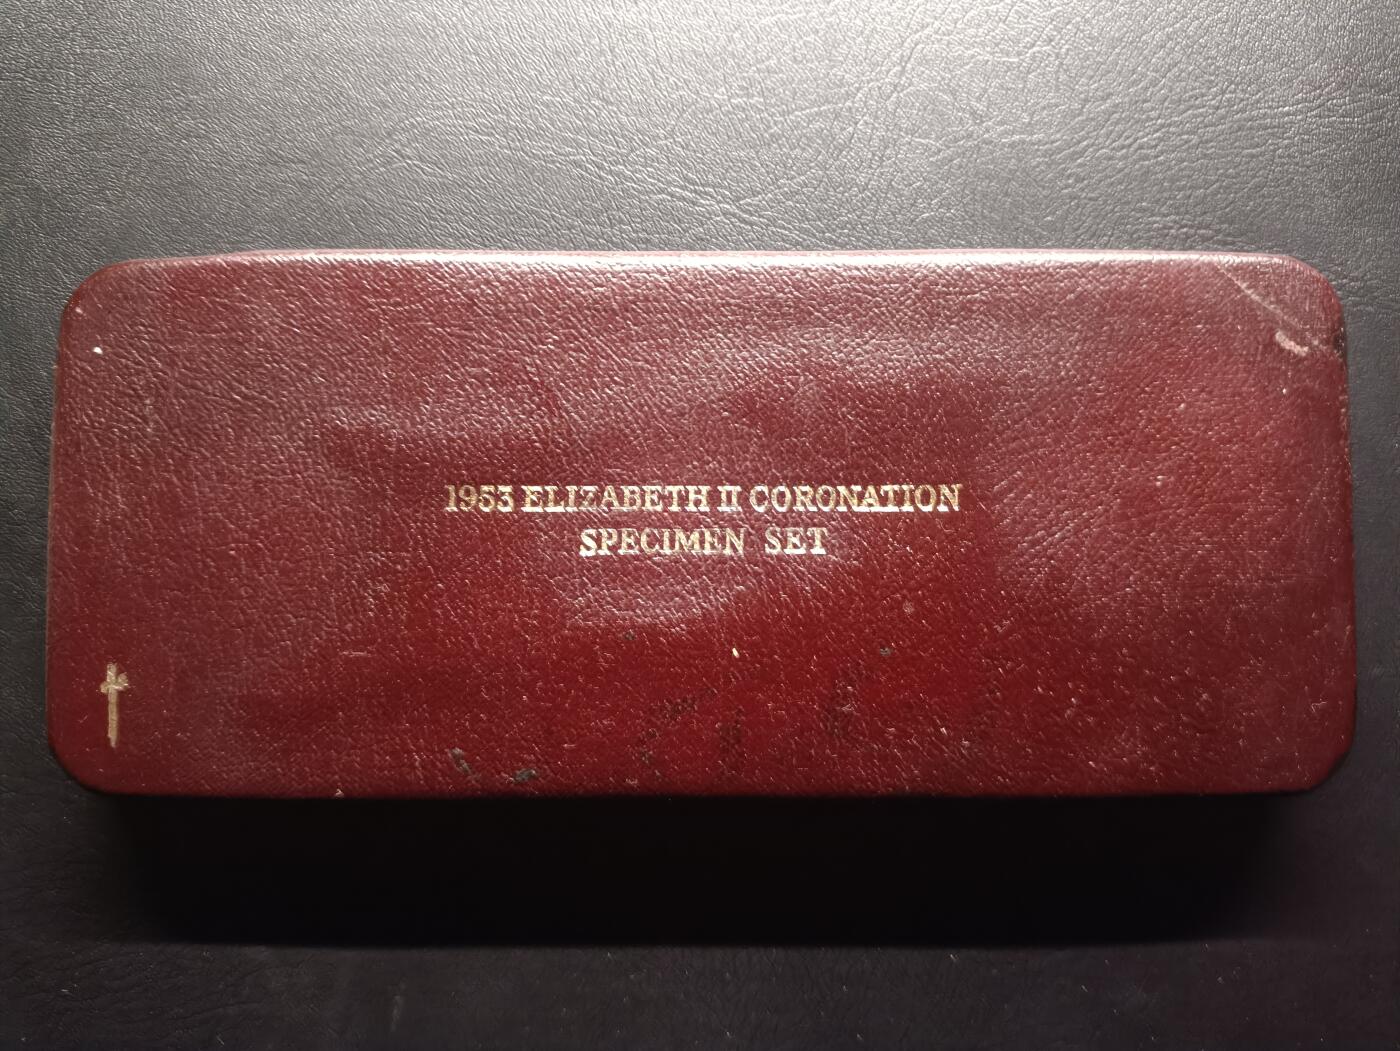 1953 ELIZABETH II CORONATION
SPECIMEN SET